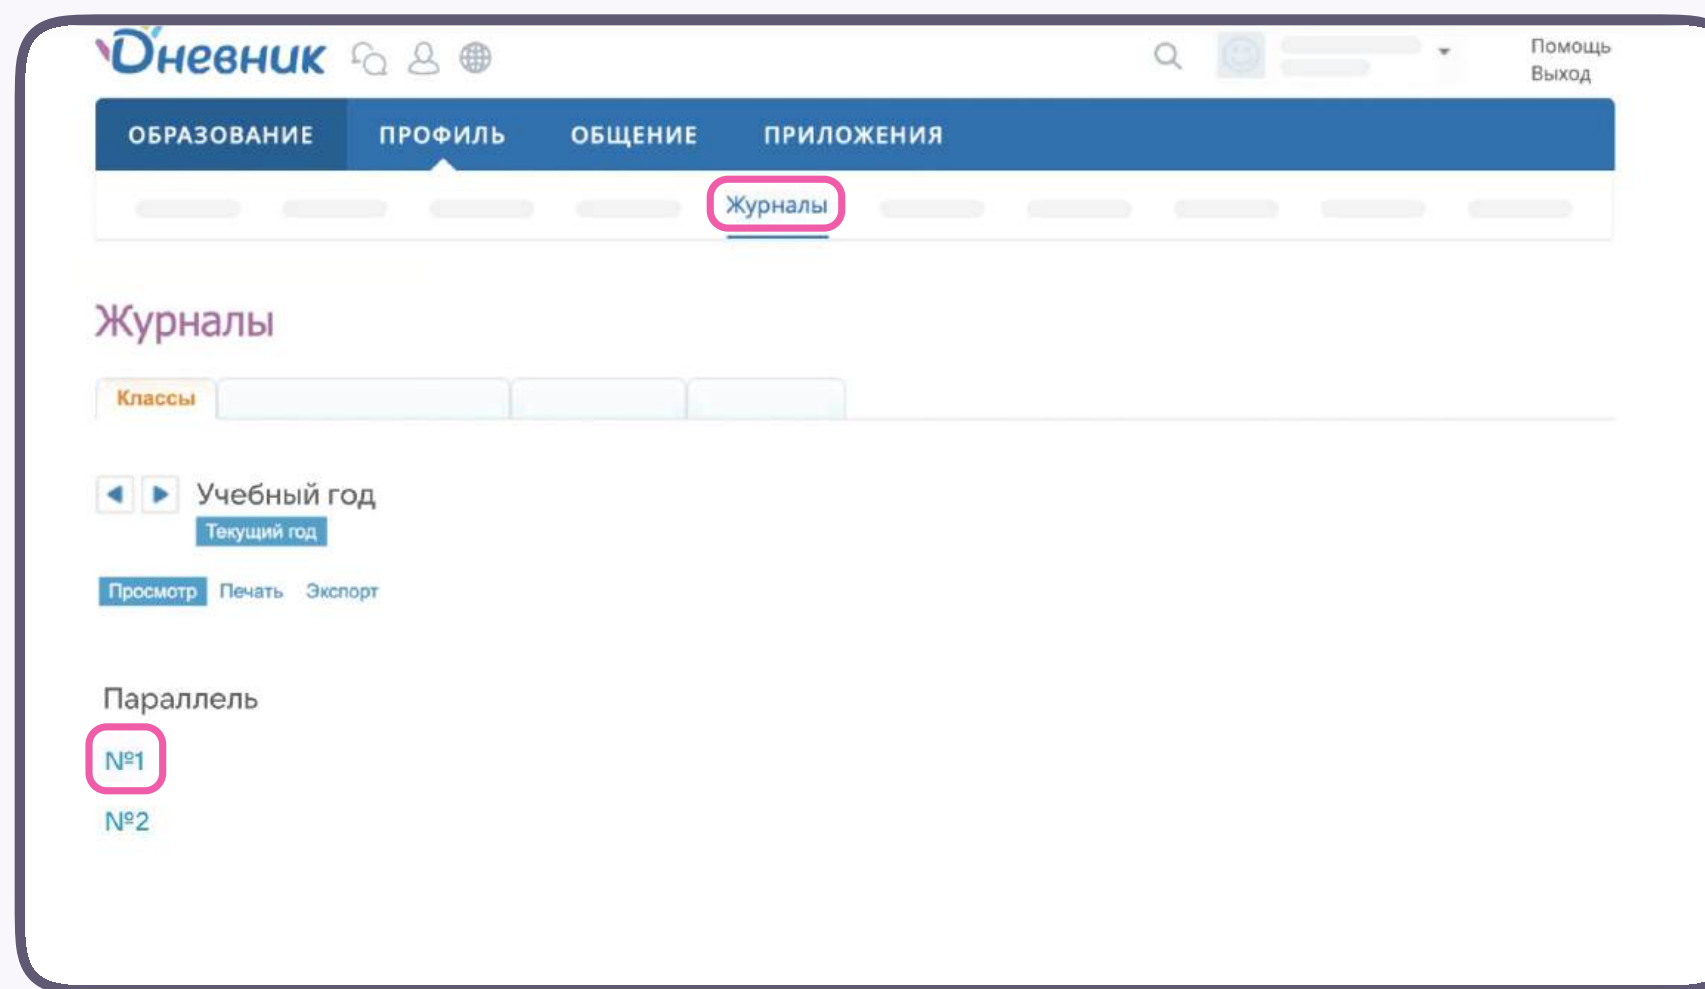 Дневник
Помощь
Выход
ОБРАЗОВАНИЕ ПРОФИЛЬ ОБЩЕНИЕ ПРИЛОЖЕНИЯ
Журналы
Журналы
Классы
Учебный год
Текущий год
Просмотр Печать Экспорт
Параллель
№1
№2